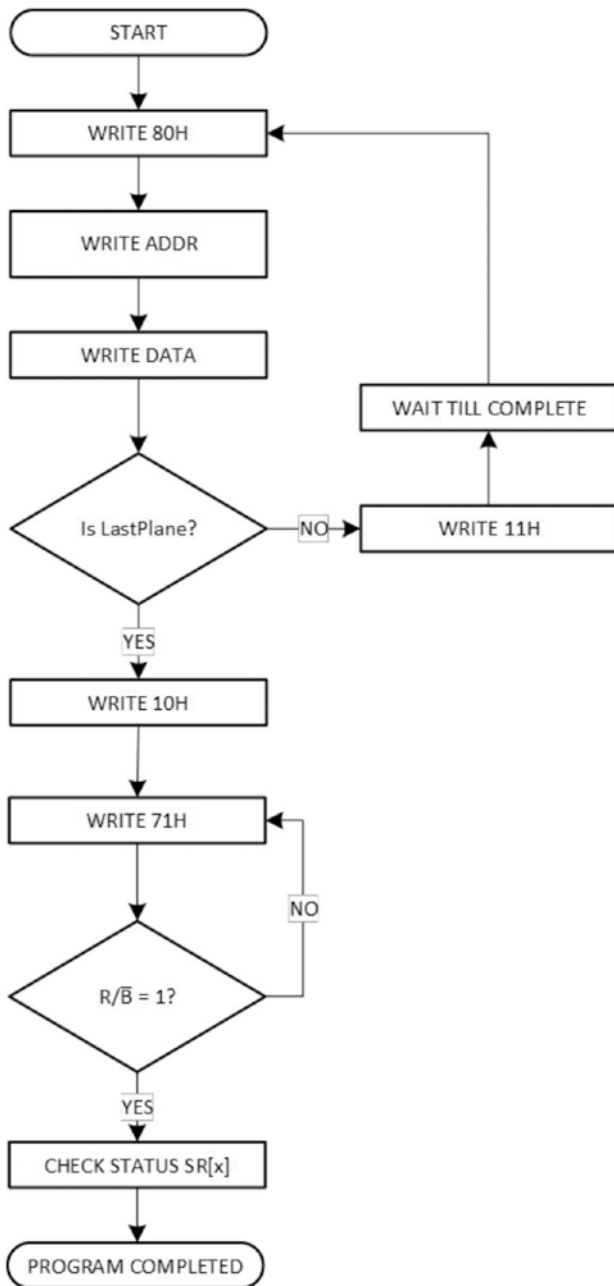 START
WRITE 80H
WRITE ADDR
WRITE DATA
WAIT TILL COMPLETE
Is LastPlane?
NO
WRITE 11H
YES
WRITE 10H
WRITE 71H
NO
R/B̅ = 1?
YES
CHECK STATUS SR[x]
PROGRAM COMPLETED